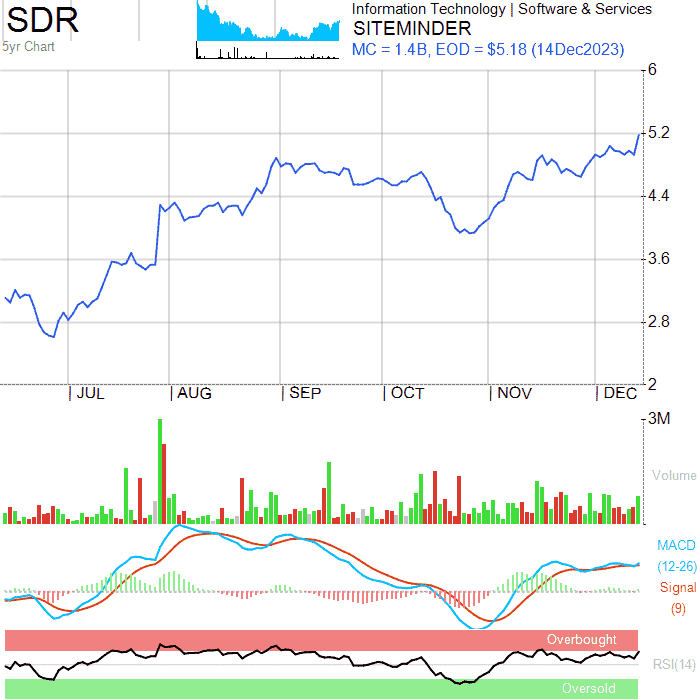 SDR
5yr Chart
Information Technology | Software & Services
SITEMINDER
MC = 1.4B, EOD = $5.18 (14Dec2023)
6
5.2
4.4
3.6
2.8
2
| JUL | AUG | SEP | OCT | NOV | DEC
3M
Volume
MACD
(12-26)
Signal
(9)
Overbought
RSI(14)
Oversold